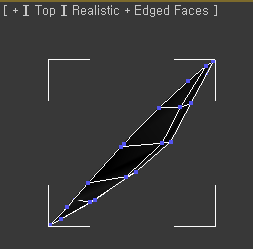 [ + ][ Top ][ Realistic + Edged Faces ]